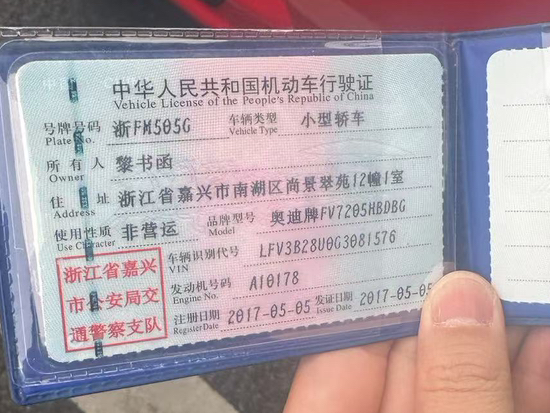 中华人民共和国机动车行驶证
Vehicle License of the People's Republic of China
号牌号码 浙FM505G 车辆类型 小型轿车
Plate No. Vehicle Type
所有人 黎书函
Owner
住址 浙江省嘉兴市南湖区尚景翠苑12幢1室
Address
使用性质 非营运 品牌型号 奥迪牌FV7205HBDBG
Use Character Model
车辆识别代号 LFV3B28U0G3081576
VIN
发动机号码 A10178
Engine No.
注册日期 2017-05-05 发证日期 2017-05-05
Register Date Issue Date
浙江省嘉兴
市公安局交
通警察支队